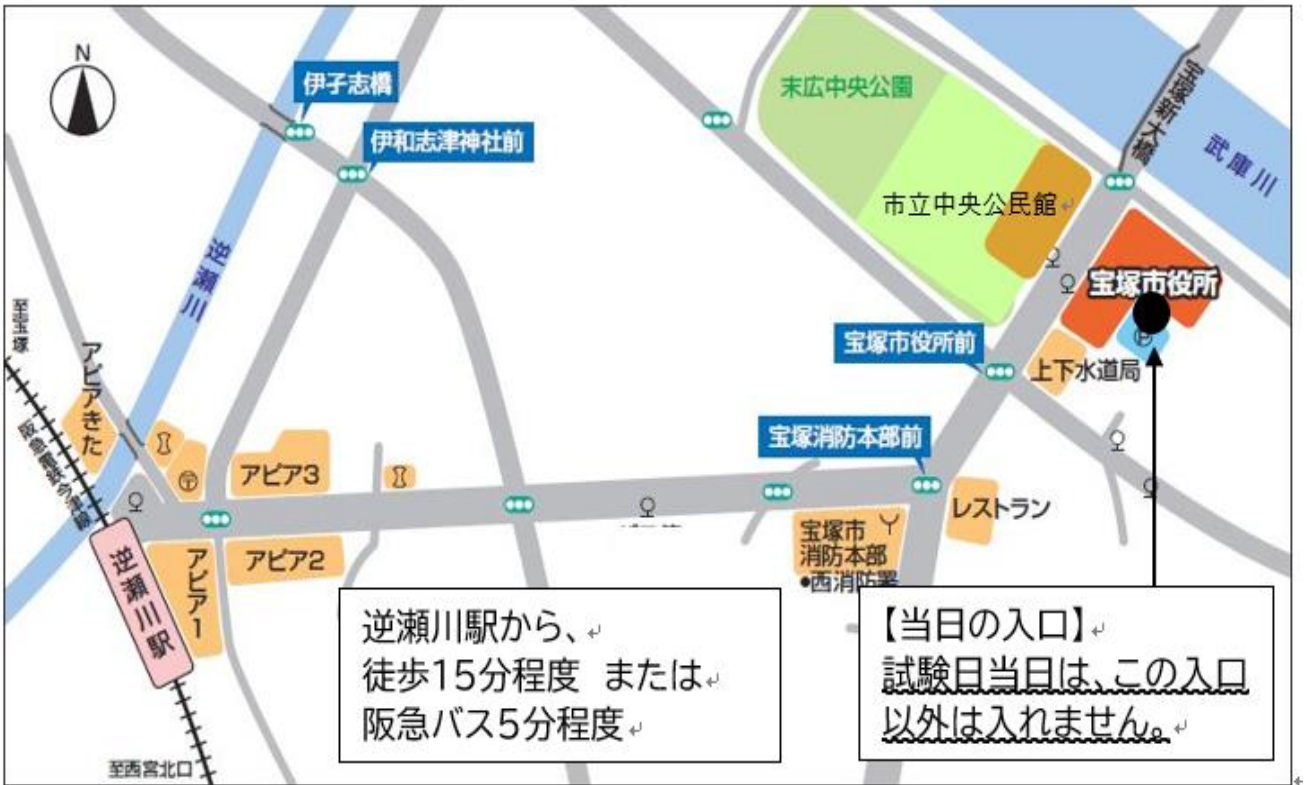 N
伊子志橋
伊和志津神社前
末広中央公園
宝塚新大橋
武庫川
市立中央公民館
逆瀬川
宝塚市役所
P
至宝塚
宝塚市役所前
上下水道局
アピアきた
阪急電鉄今津線
宝塚消防本部前
アピア3
レストラン
宝塚市
消防本部
●西消防署
アピア2
アピア1
逆瀬川駅
逆瀬川駅から、
徒歩15分程度 または
阪急バス5分程度
【当日の入口】
試験日当日は、この入口
以外は入れません。
至西宮北口